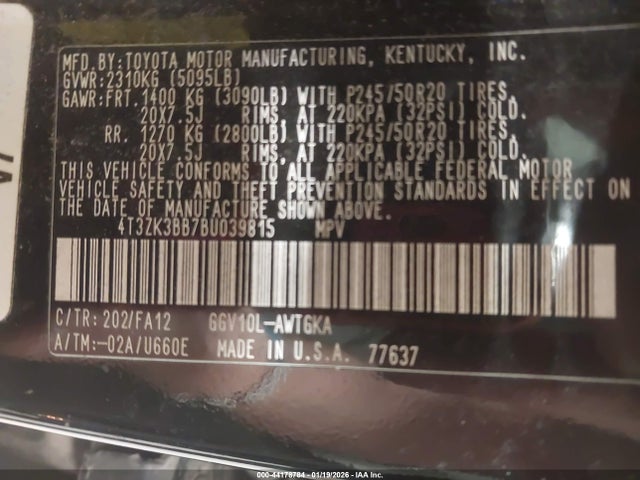 MFD.BY:TOYOTA MOTOR MANUFACTURING, KENTUCKY, INC.
GVWR:2310KG (5095LB)
GAWR:FRT.1400 KG (3090LB) WITH P245/50R20 TIRES,
20X7.5J RIMS, AT 220KPA (32PSI) COLD.
RR. 1270 KG (2800LB) WITH P245/50R20 TIRES,
20X7.5J RIMS, AT 220KPA (32PSI) COLD.
THIS VEHICLE CONFORMS TO ALL APPLICABLE FEDERAL MOTOR
VEHICLE SAFETY AND THEFT PREVENTION STANDARDS IN EFFECT ON
THE DATE OF MANUFACTURE SHOWN ABOVE.
4T3ZK3BB7BU039815 MPV
C/TR: 202/FA12 GGV10L-AWTGKA
A/TM:-02A/U660E MADE IN U.S.A. 77637
000-44178784 - 01/19/2026 - IAA Inc.